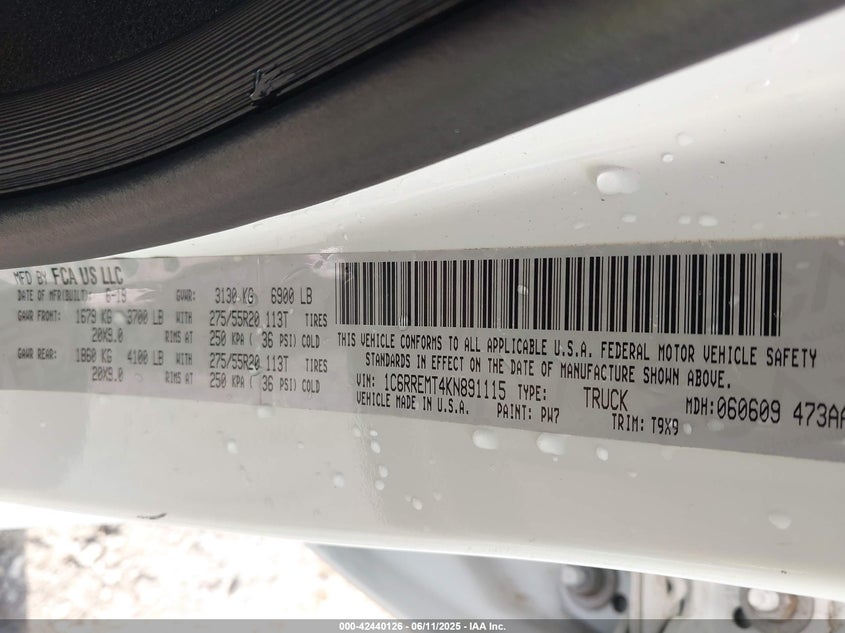 MFD BY FCA US LLC
DATE OF MFR(BUILT): 6-19 GVWR: 3130 KG 6900 LB
GAWR FRONT: 1679 KG 3700 LB WITH 275/55R20 113T TIRES
20X9.0 RIMS AT 250 KPA ( 36 PSI) COLD
GAWR REAR: 1860 KG 4100 LB WITH 275/55R20 113T TIRES
20X9.0 RIMS AT 250 KPA ( 36 PSI) COLD
THIS VEHICLE CONFORMS TO ALL APPLICABLE U.S.A. FEDERAL MOTOR VEHICLE SAFETY
STANDARDS IN EFFECT ON THE DATE OF MANUFACTURE SHOWN ABOVE.
VIN: 1C6RREMT4KN891115 TYPE: TRUCK MDH:060609 473AA
VEHICLE MADE IN U.S.A. PAINT: PW7 TRIM: T9X9
000-42440126 - 06/11/2025 - IAA Inc.